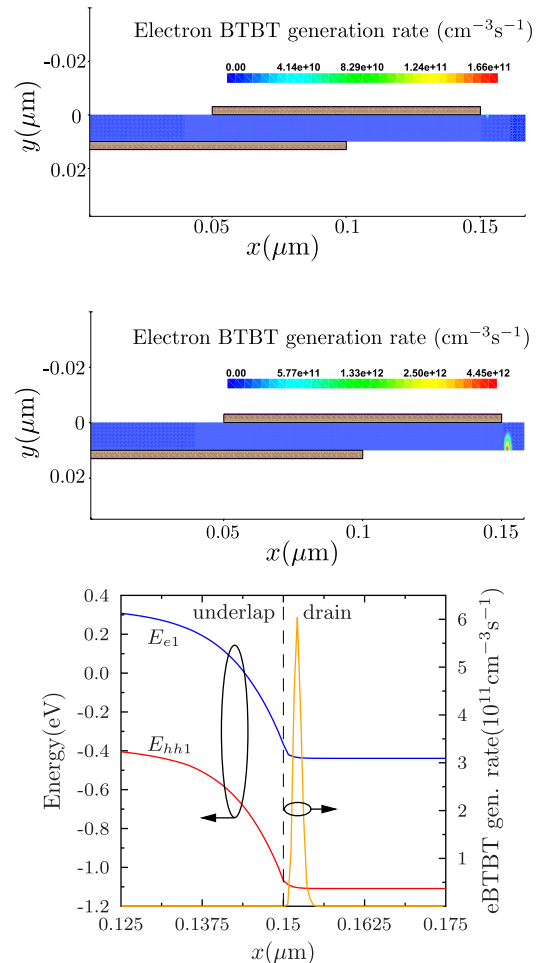 Electron BTBT generation rate (cm⁻³s⁻¹)
0.00 4.14e+10 8.29e+10 1.24e+11 1.66e+11
-0.02
0
0.02
y(μm)
0.05 0.1 0.15
x(μm)
Electron BTBT generation rate (cm⁻³s⁻¹)
0.00 5.77e+11 1.33e+12 2.50e+12 4.45e+12
-0.02
0
0.02
y(μm)
0.05 0.1 0.15
x(μm)
0.4
0.2
0.0
-0.2
-0.4
-0.6
-0.8
-1.0
-1.2
Energy(eV)
underlap drain
E_{e1}
E_{hh1}
6
5
4
3
2
1
eBTBT gen. rate(10¹¹cm⁻³s⁻¹)
0.125 0.1375 0.15 0.1625 0.175
x(μm)